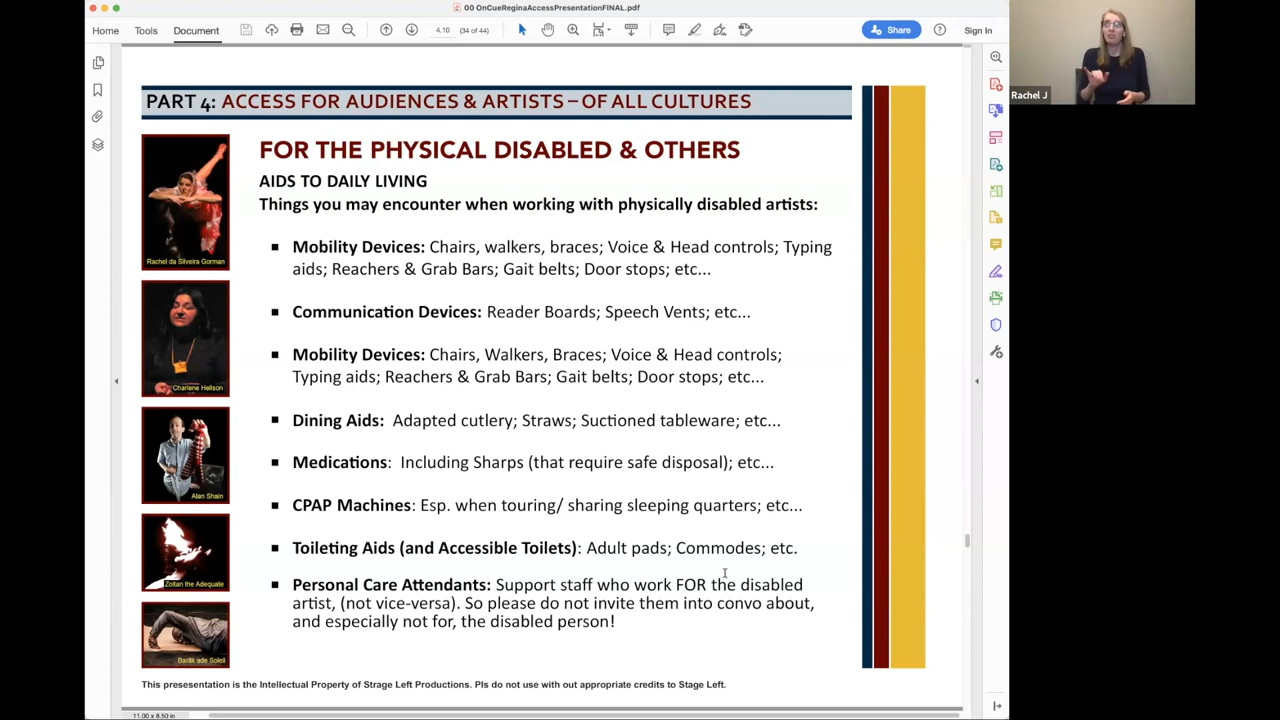 00 OnCueReginaAccessPresentationFINAL.pdf
Home Tools Document 4.10 (34 of 44) Share Sign In
Rachel J
PART 4: ACCESS FOR AUDIENCES & ARTISTS – OF ALL CULTURES
FOR THE PHYSICAL DISABLED & OTHERS
AIDS TO DAILY LIVING
Things you may encounter when working with physically disabled artists:
▪ Mobility Devices: Chairs, walkers, braces; Voice & Head controls; Typing
aids; Reachers & Grab Bars; Gait belts; Door stops; etc...
▪ Communication Devices: Reader Boards; Speech Vents; etc...
▪ Mobility Devices: Chairs, Walkers, Braces; Voice & Head controls;
Typing aids; Reachers & Grab Bars; Gait belts; Door stops; etc...
▪ Dining Aids: Adapted cutlery; Straws; Suctioned tableware; etc...
▪ Medications: Including Sharps (that require safe disposal); etc...
▪ CPAP Machines: Esp. when touring/ sharing sleeping quarters; etc...
▪ Toileting Aids (and Accessible Toilets): Adult pads; Commodes; etc.
▪ Personal Care Attendants: Support staff who work FOR the disabled
artist, (not vice-versa). So please do not invite them into convo about,
and especially not for, the disabled person!
Rachel da Silveira Gorman
Charlene Hellson
Alan Shain
Zoltan the Adequate
Barak ade Soleil
This presesentation is the Intellectual Property of Strage Left Productions. Pls do not use with out appropriate credits to Stage Left.
11.00 x 8.50 in